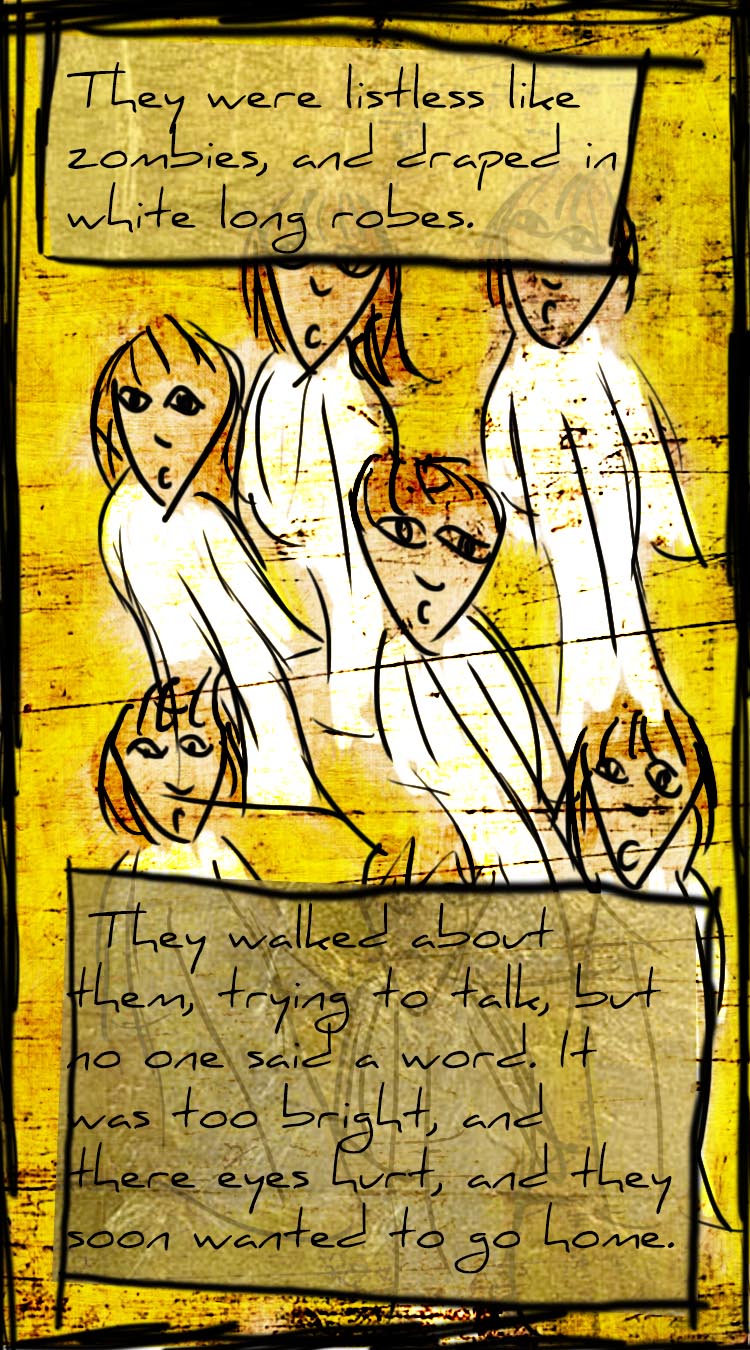 They were listless like
zombies, and draped in
white long robes.
They walked about
them, trying to talk, but
no one said a word. It
was too bright, and
there eyes hurt, and they
soon wanted to go home.